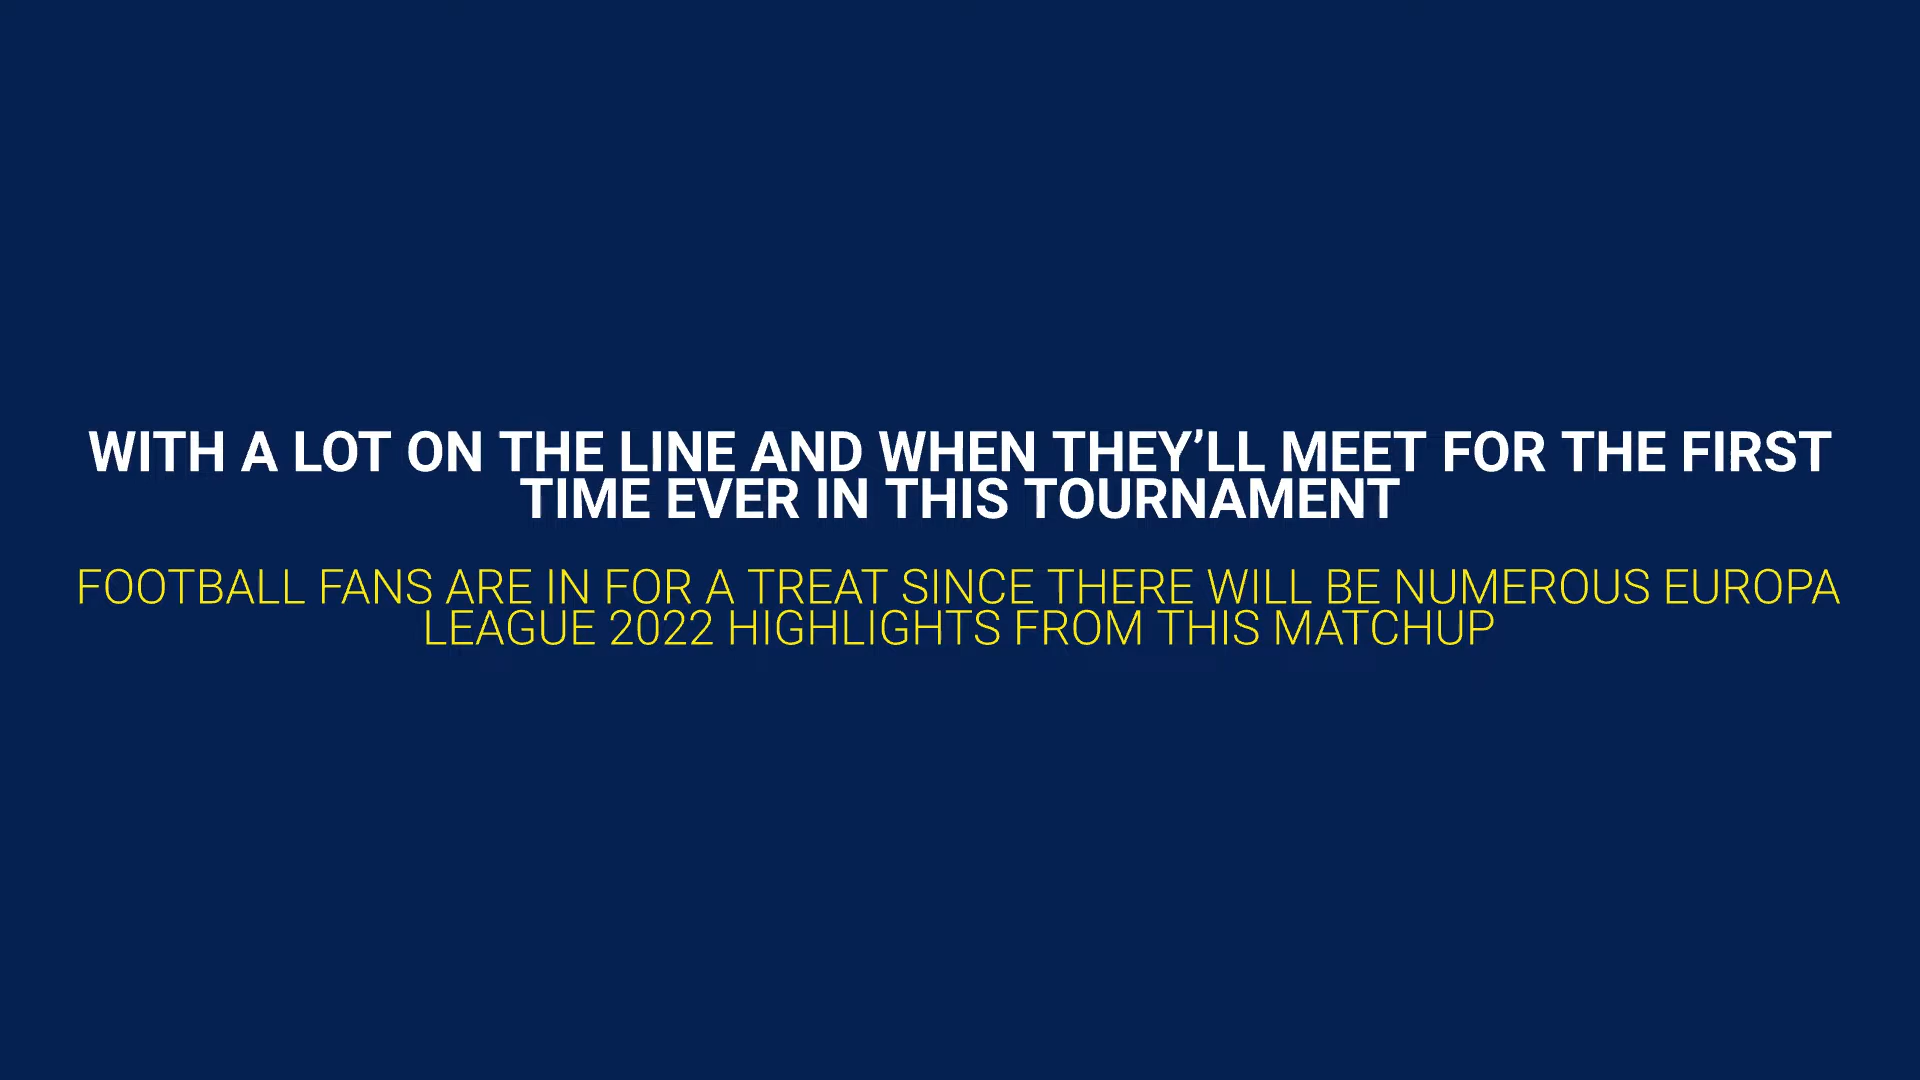 WITH A LOT ON THE LINE AND WHEN THEY’LL MEET FOR THE FIRST
TIME EVER IN THIS TOURNAMENT
FOOTBALL FANS ARE IN FOR A TREAT SINCE THERE WILL BE NUMEROUS EUROPA
LEAGUE 2022 HIGHLIGHTS FROM THIS MATCHUP